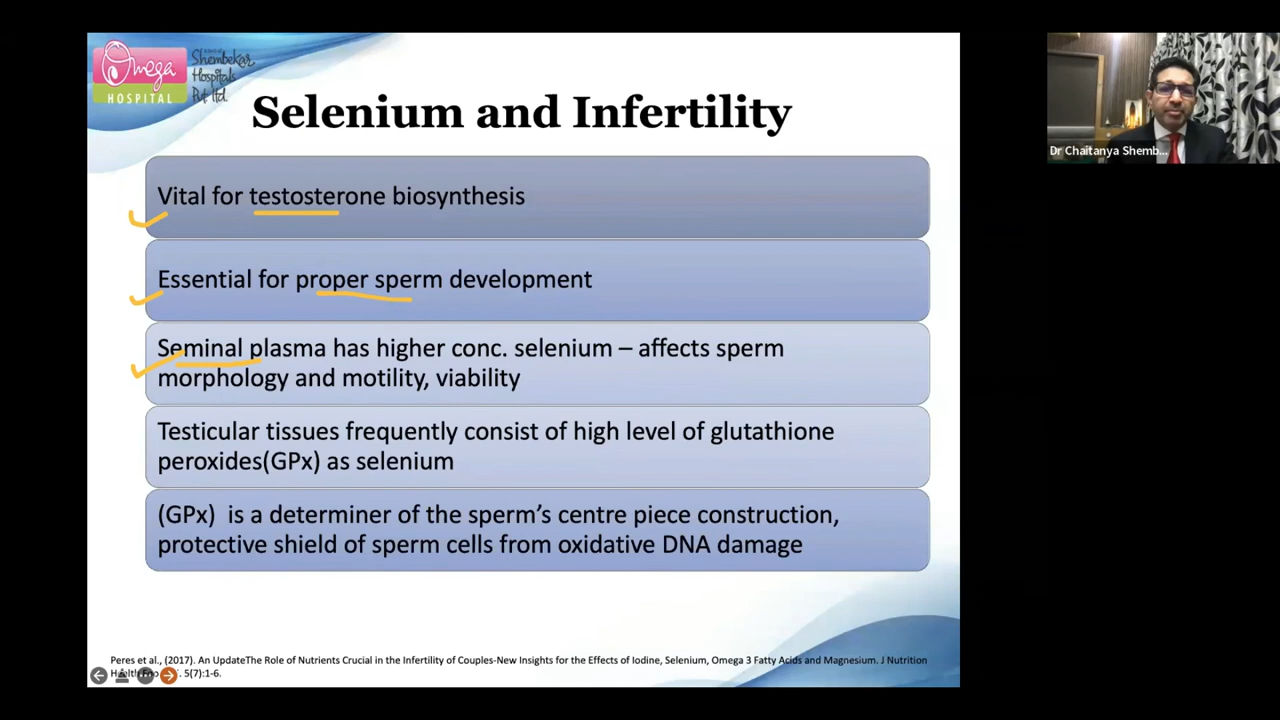 Omega
HOSPITAL
Shembekar
Hospitals
Pvt. ltd.
Selenium and Infertility
Dr Chaitanya Shemb...
Vital for testosterone biosynthesis
Essential for proper sperm development
Seminal plasma has higher conc. selenium – affects sperm
morphology and motility, viability
Testicular tissues frequently consist of high level of glutathione
peroxides(GPx) as selenium
(GPx) is a determiner of the sperm's centre piece construction,
protective shield of sperm cells from oxidative DNA damage
Peres et al., (2017). An UpdateThe Role of Nutrients Crucial in the Infertility of Couples-New Insights for the Effects of Iodine, Selenium, Omega 3 Fatty Acids and Magnesium. J Nutrition
5(7):1-6.